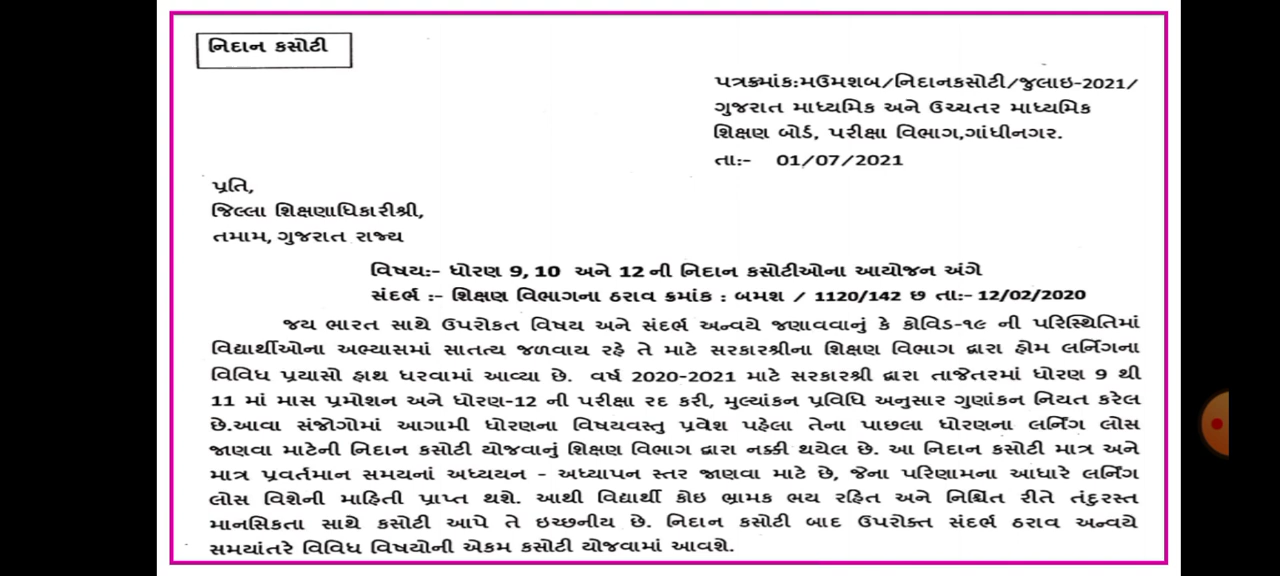 નિદાન કસોટી
પત્રક્રમાંક:મઉમશબ/નિદાનકસોટી/જુલાઇ-2021/
ગુજરાત માધ્યમિક અને ઉચ્ચતર માધ્યમિક
શિક્ષણ બોર્ડ, પરીક્ષા વિભાગ,ગાંધીનગર.
તા:- 01/07/2021
પ્રતિ,
જિલ્લા શિક્ષણાધિકારીશ્રી,
તમામ, ગુજરાત રાજ્ય
વિષય:- ધોરણ 9, 10 અને 12 ની નિદાન કસોટીઓના આયોજન અંગે
સંદર્ભ :- શિક્ષણ વિભાગના ઠરાવ ક્રમાંક : બમશ / 1120/142 છ તા:- 12/02/2020
જય ભારત સાથે ઉપરોકત વિષય અને સંદર્ભ અન્વયે જણાવવાનું કે કોવિડ-૧૯ ની પરિસ્થિતિમાં
વિદ્યાર્થીઓના અભ્યાસમાં સાતત્ય જળવાય રહે તે માટે સરકારશ્રીના શિક્ષણ વિભાગ દ્વારા હોમ લર્નિગના
વિવિધ પ્રયાસો હાથ ધરવામાં આવ્યા છે. વર્ષ 2020-2021 માટે સરકારશ્રી દ્વારા તાજેતરમાં ધોરણ 9 થી
11 માં માસ પ્રમોશન અને ધોરણ-12 ની પરીક્ષા રદ કરી, મુલ્યાંકન પ્રવિધિ અનુસાર ગુણાંકન નિયત કરેલ
છે.આવા સંજોગોમાં આગામી ધોરણના વિષયવસ્તુ પ્રવેશ પહેલા તેના પાછલા ધોરણના લર્નિંગ લોસ
જાણવા માટેની નિદાન કસોટી યોજવાનું શિક્ષણ વિભાગ દ્વારા નક્કી થયેલ છે. આ નિદાન કસોટી માત્ર અને
માત્ર પ્રવર્તમાન સમયનાં અધ્યયન - અધ્યાપન સ્તર જાણવા માટે છે, જેના પરિણામના આધારે લર્નિંગ
લોસ વિશેની માહિતી પ્રાપ્ત થશે. આથી વિદ્યાર્થી કોઇ ભ્રામક ભય રહિત અને નિશ્ચિત રીતે તંદુરસ્ત
માનસિકતા સાથે કસોટી આપે તે ઇચ્છનીય છે. નિદાન કસોટી બાદ ઉપરોક્ત સંદર્ભ ઠરાવ અન્વયે
સમયાંતરે વિવિધ વિષયોની એકમ કસોટી યોજવામાં આવશે.